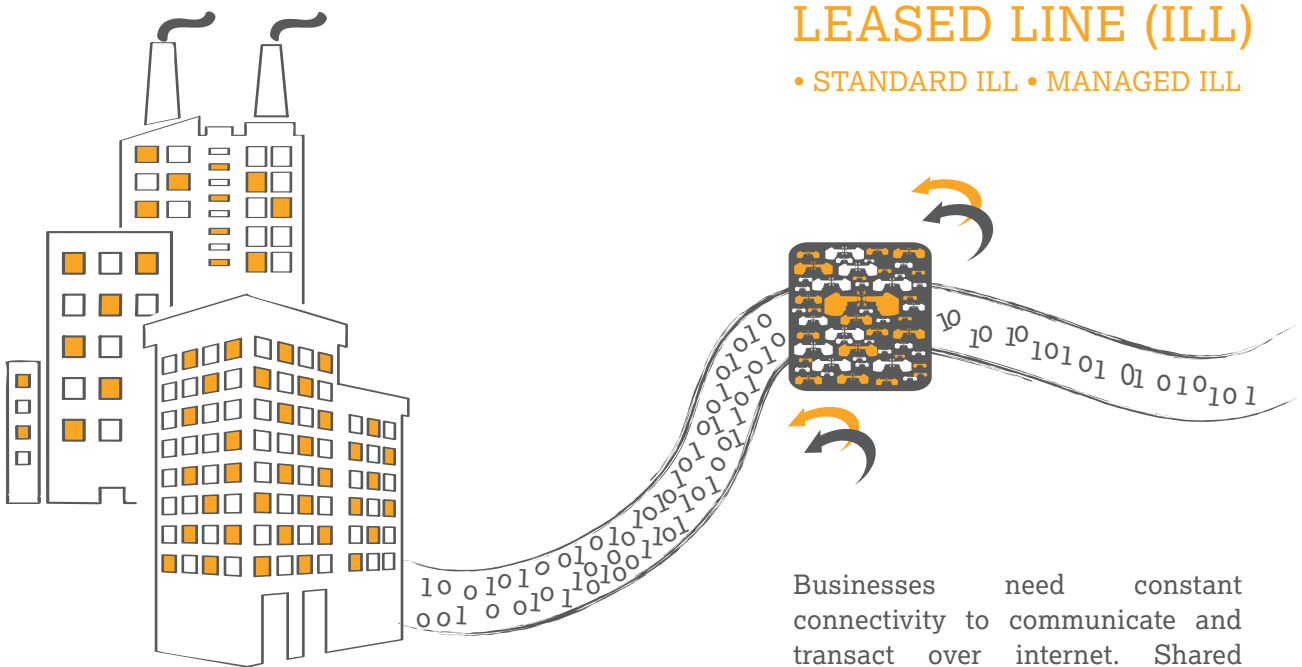 LEASED LINE (ILL)
• STANDARD ILL • MANAGED ILL
Businesses need constant
connectivity to communicate and
transact over internet. Shared